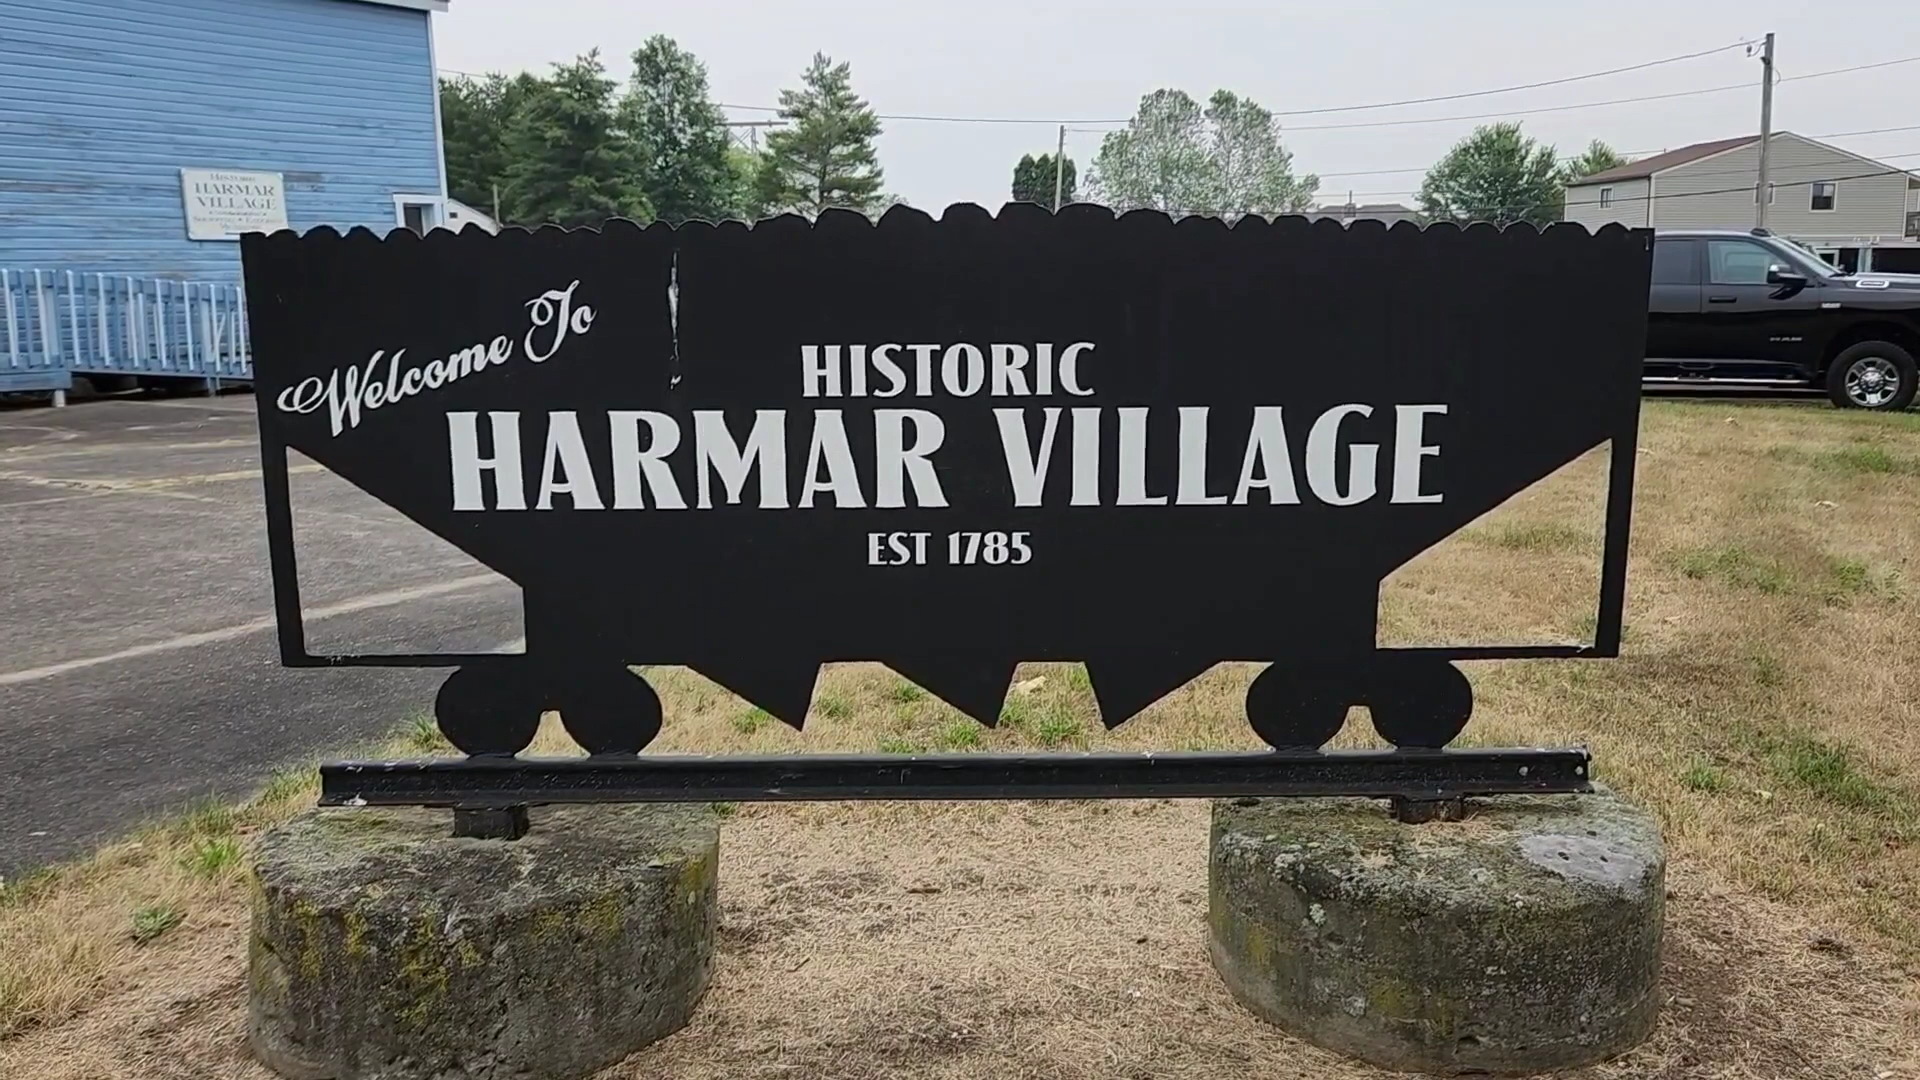 HISTORIC
HARMAR
VILLAGE
Welcome To
HISTORIC
HARMAR VILLAGE
EST 1785